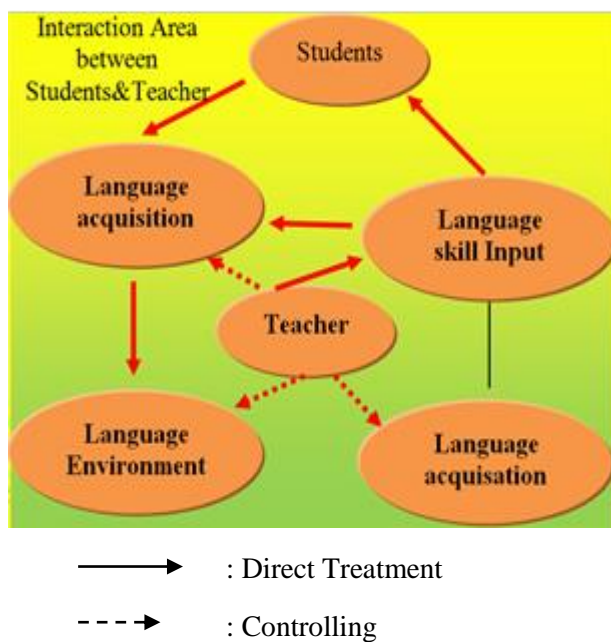 Interaction Area
between
Students&Teacher
Students
Language
acquisition
Language
skill Input
Teacher
Language
Environment
Language
acquisation
: Direct Treatment
: Controlling